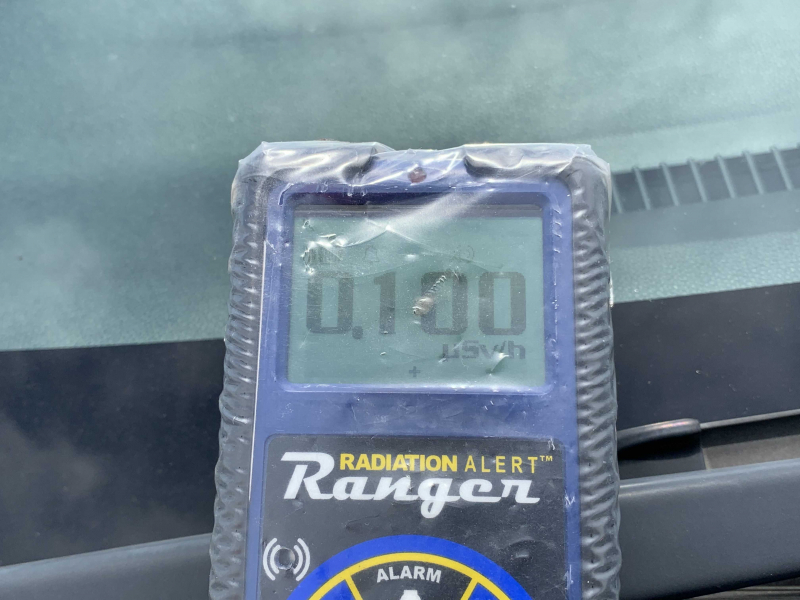 0.100
µSv/h
+
RADIATION ALERT™
Ranger
ALARM